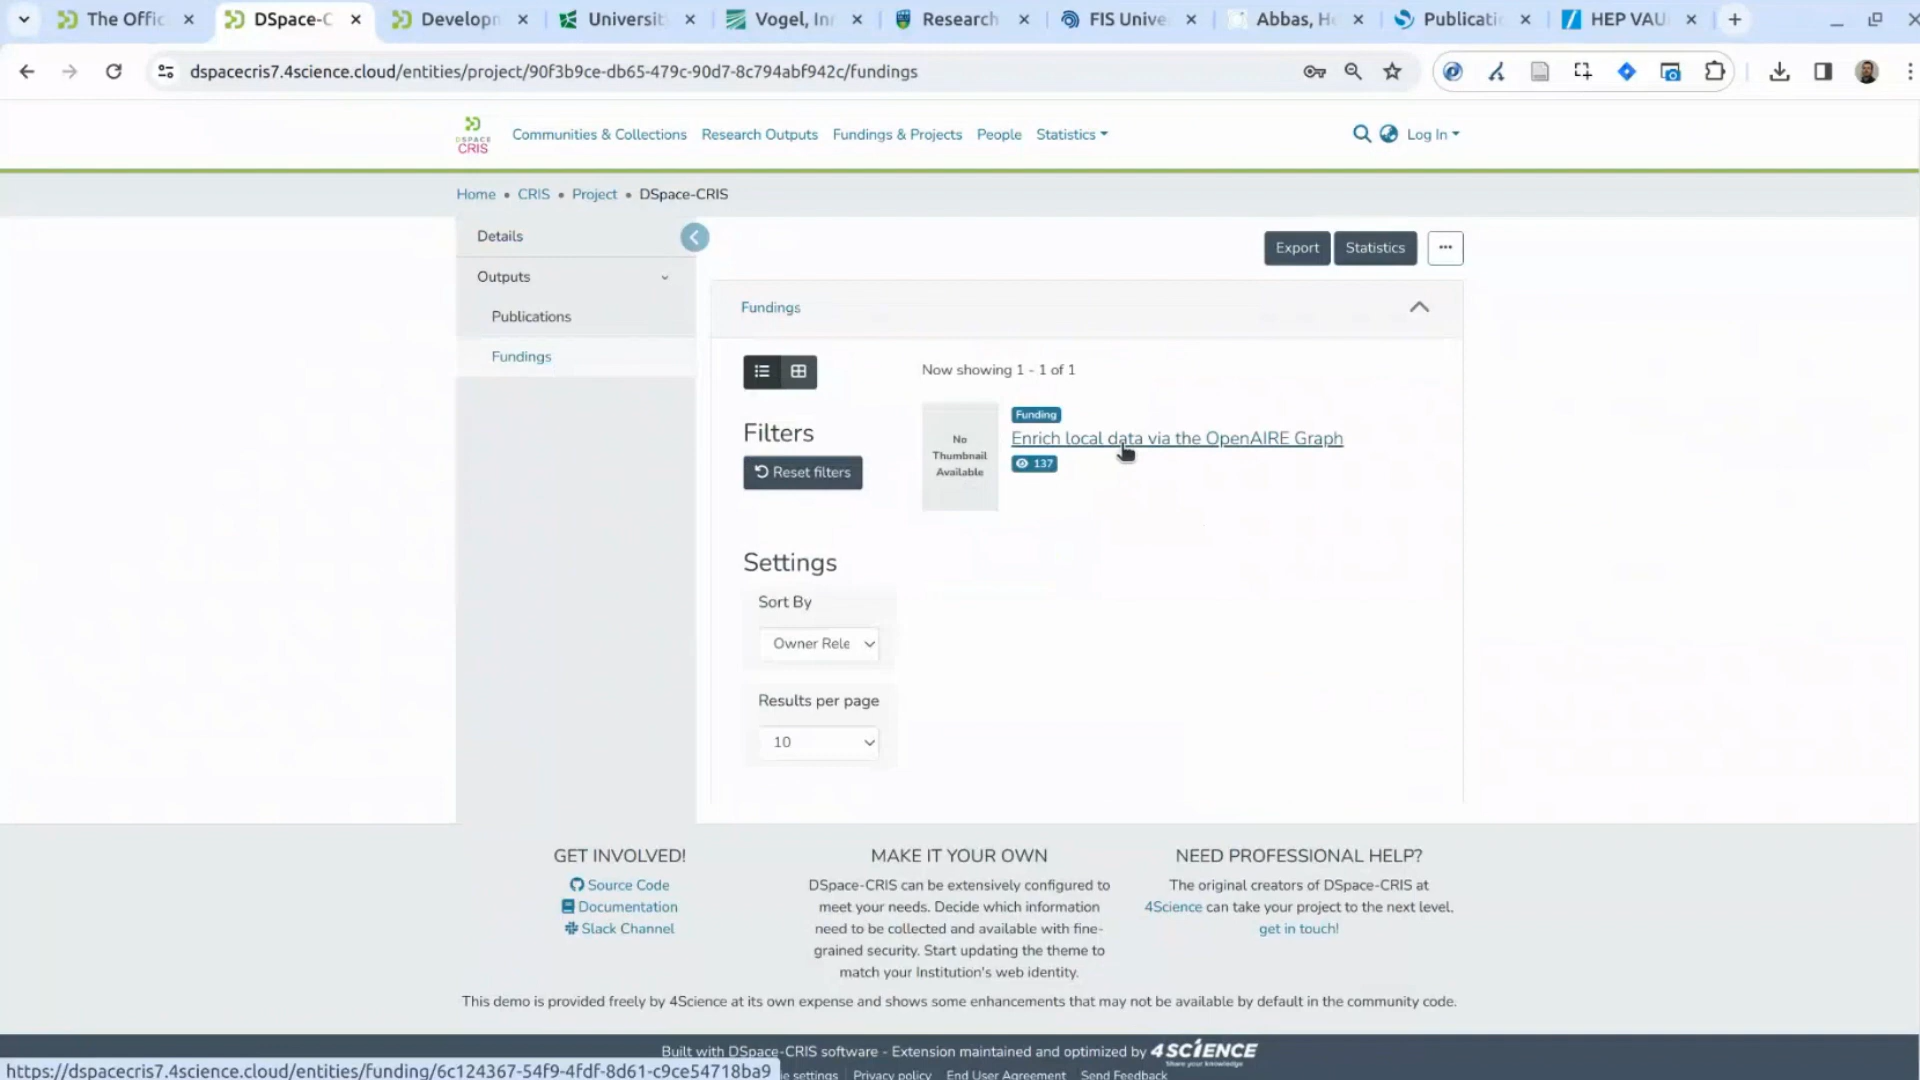 The Offic
DSpace-C
Developn
Universit
Vogel, Inn
Research
FIS Unive
Abbas, H
Publicati
HEP VAU
dspacecris7.4science.cloud/entities/project/90f3b9ce-db65-479c-90d7-8c794abf942c/fundings
DSPACE
CRIS
Communities & Collections
Research Outputs
Fundings & Projects
People
Statistics
Log In
Home • CRIS • Project • DSpace-CRIS
Details
Outputs
Publications
Fundings
Export
Statistics
...
Fundings
Now showing 1 - 1 of 1
Filters
Reset filters
No
Thumbnail
Available
Funding
Enrich local data via the OpenAIRE Graph
137
Settings
Sort By
Owner Rele
Results per page
10
GET INVOLVED!
Source Code
Documentation
Slack Channel
MAKE IT YOUR OWN
DSpace-CRIS can be extensively configured to
meet your needs. Decide which information
need to be collected and available with fine-
grained security. Start updating the theme to
match your Institution's web identity.
NEED PROFESSIONAL HELP?
The original creators of DSpace-CRIS at
4Science can take your project to the next level,
get in touch!
This demo is provided freely by 4Science at its own expense and shows some enhancements that may not be available by default in the community code.
Built with DSpace-CRIS software - Extension maintained and optimized by 4SCIENCE
Share your knowledge
https://dspacecris7.4science.cloud/entities/funding/6c124367-54f9-4fdf-8d61-c9ce54718ba9
e settings
Privacy policy
End User Agreement
Send Feedback